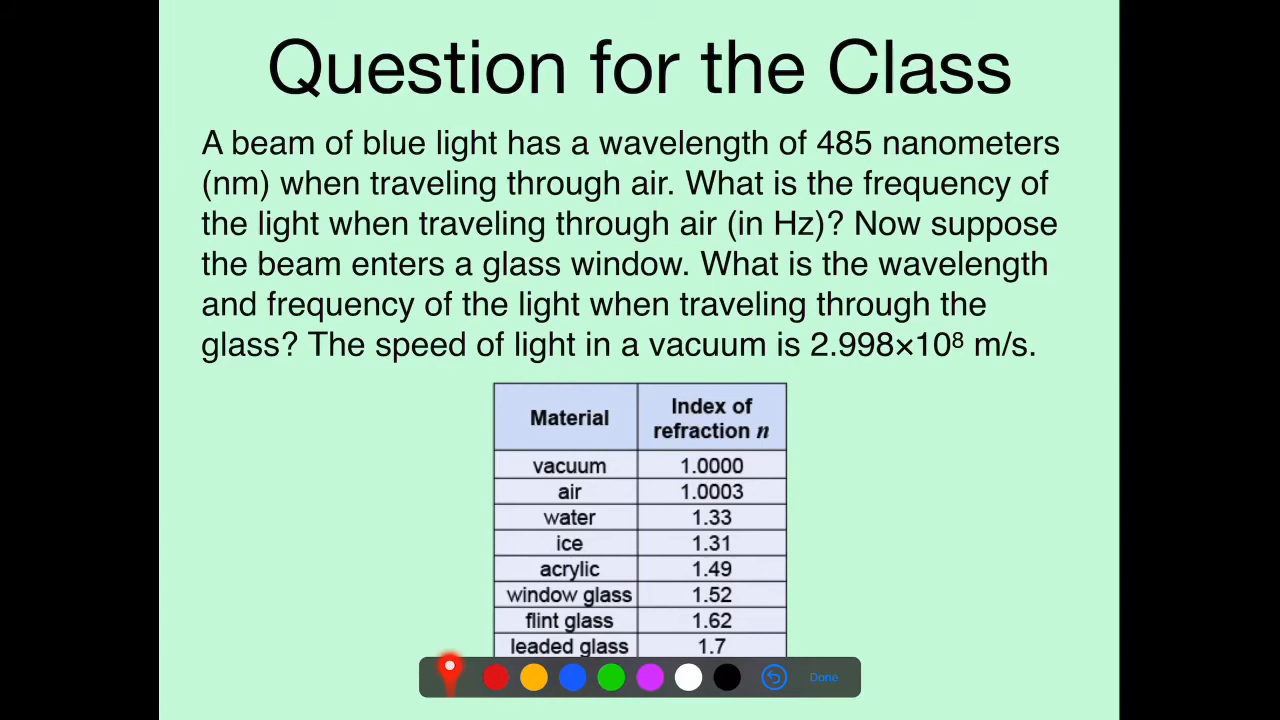 Question for the Class
A beam of blue light has a wavelength of 485 nanometers
(nm) when traveling through air. What is the frequency of
the light when traveling through air (in Hz)? Now suppose
the beam enters a glass window. What is the wavelength
and frequency of the light when traveling through the
glass? The speed of light in a vacuum is 2.998×10⁸ m/s.
Material Index of
refraction n
vacuum 1.0000
air 1.0003
water 1.33
ice 1.31
acrylic 1.49
window glass 1.52
flint glass 1.62
leaded glass 1.7
Done